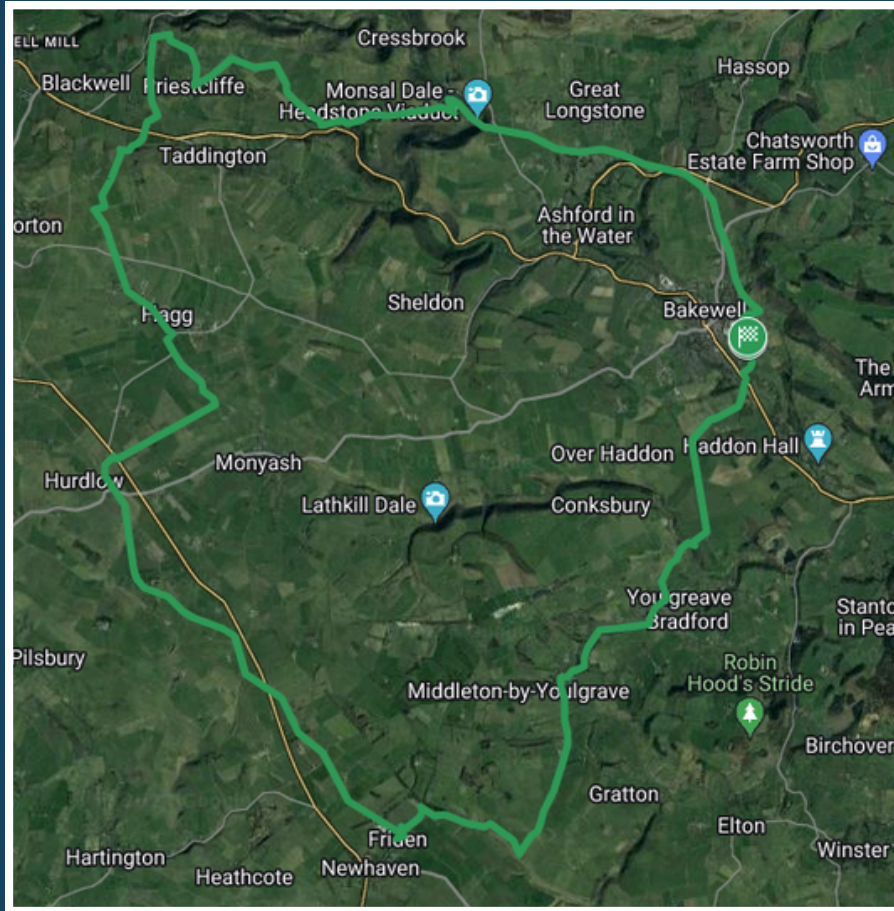 ELL MILL
Cressbrook
Hassop
Blackwell
Priestcliffe
Monsal Dale -
Headstone Viaduct
Great
Longstone
Chatsworth
Estate Farm Shop
Taddington
orton
Ashford in
the Water
Flagg
Sheldon
Bakewell
The
Arm
Over Haddon
Haddon Hall
Monyash
Hurdlow
Lathkill Dale
Conksbury
Youlgreave
Bradford
Stanto
in Pea
Pilsbury
Robin
Hood's Stride
Middleton-by-Youlgrave
Birchover
Gratton
Elton
Friden
Winster
Hartington
Newhaven
Heathcote